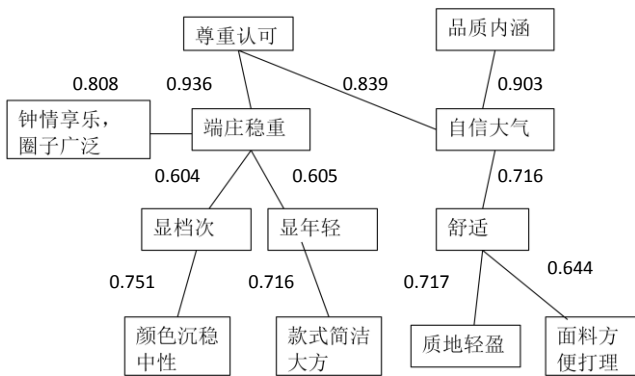 尊重认可
品质内涵
0.808
0.936
0.839
0.903
钟情享乐，
圈子广泛
端庄稳重
自信大气
0.604
0.605
0.716
显档次
显年轻
舒适
0.751
0.716
0.717
0.644
颜色沉稳
中性
款式简洁
大方
质地轻盈
面料方
便打理